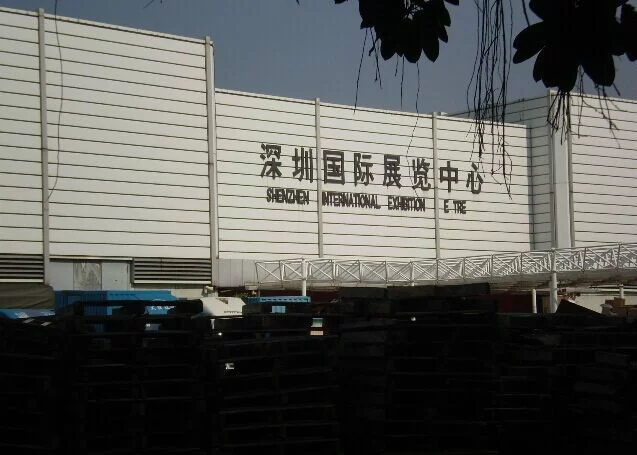 深圳国际展览中心
SHENZHEN INTERNATIONAL EXHIBITION E TRE